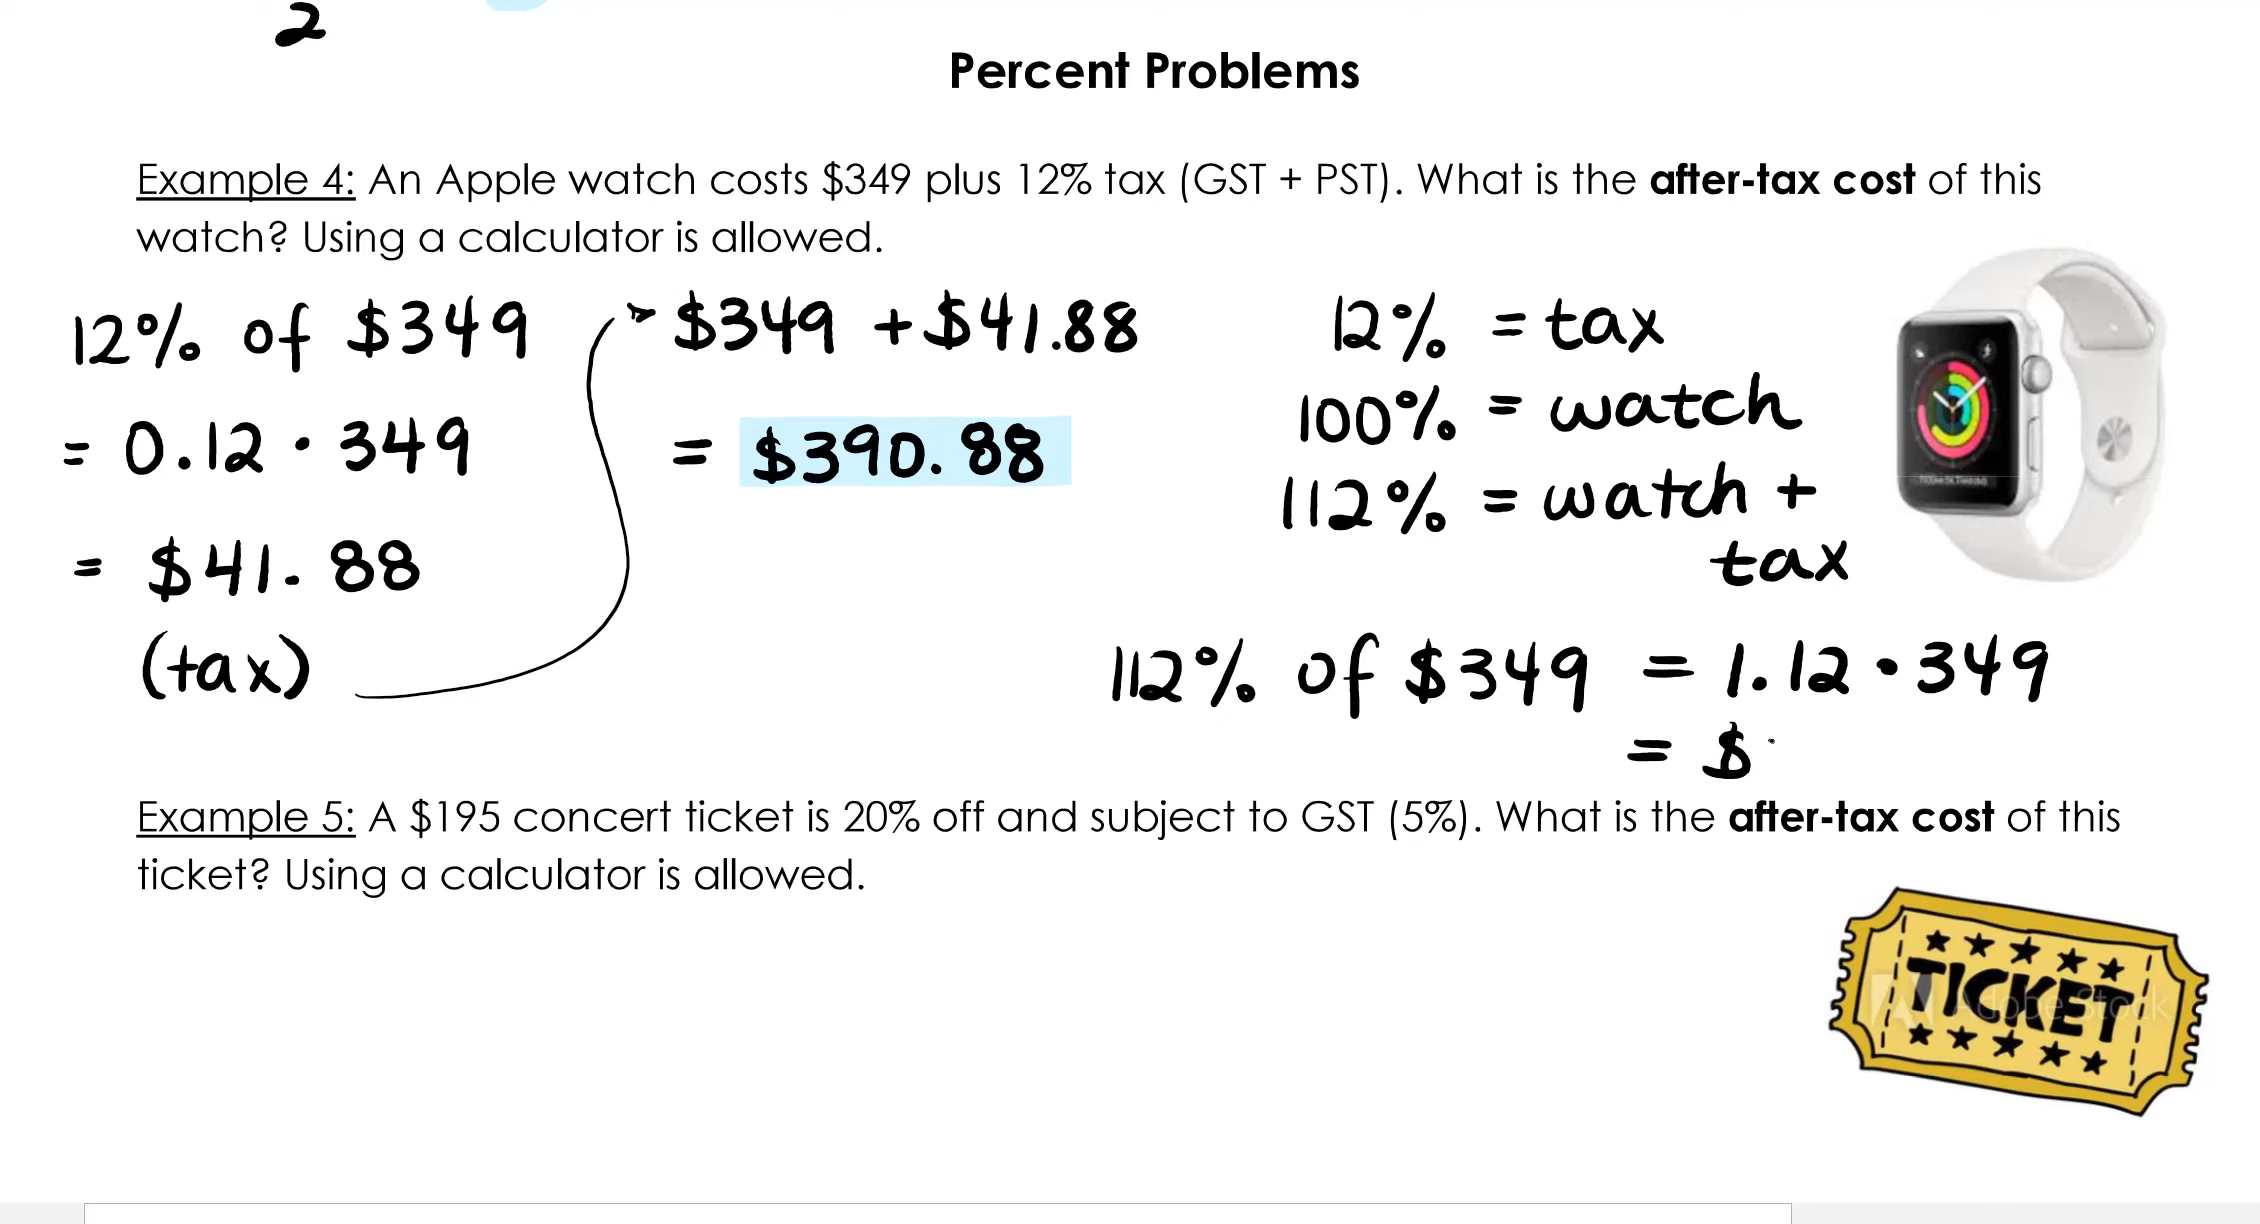 2
Percent Problems
Example 4: An Apple watch costs $349 plus 12% tax (GST + PST). What is the after-tax cost of this
watch? Using a calculator is allowed.
12% of $349
= 0.12 · 349
= $41.88
(tax)
$349 + $41.88
= $390.88
12% = tax
100% = watch
112% = watch +
tax
112% of $349 = 1.12 · 349
= $
Example 5: A $195 concert ticket is 20% off and subject to GST (5%). What is the after-tax cost of this
ticket? Using a calculator is allowed.
TICKET
Adobe Stock